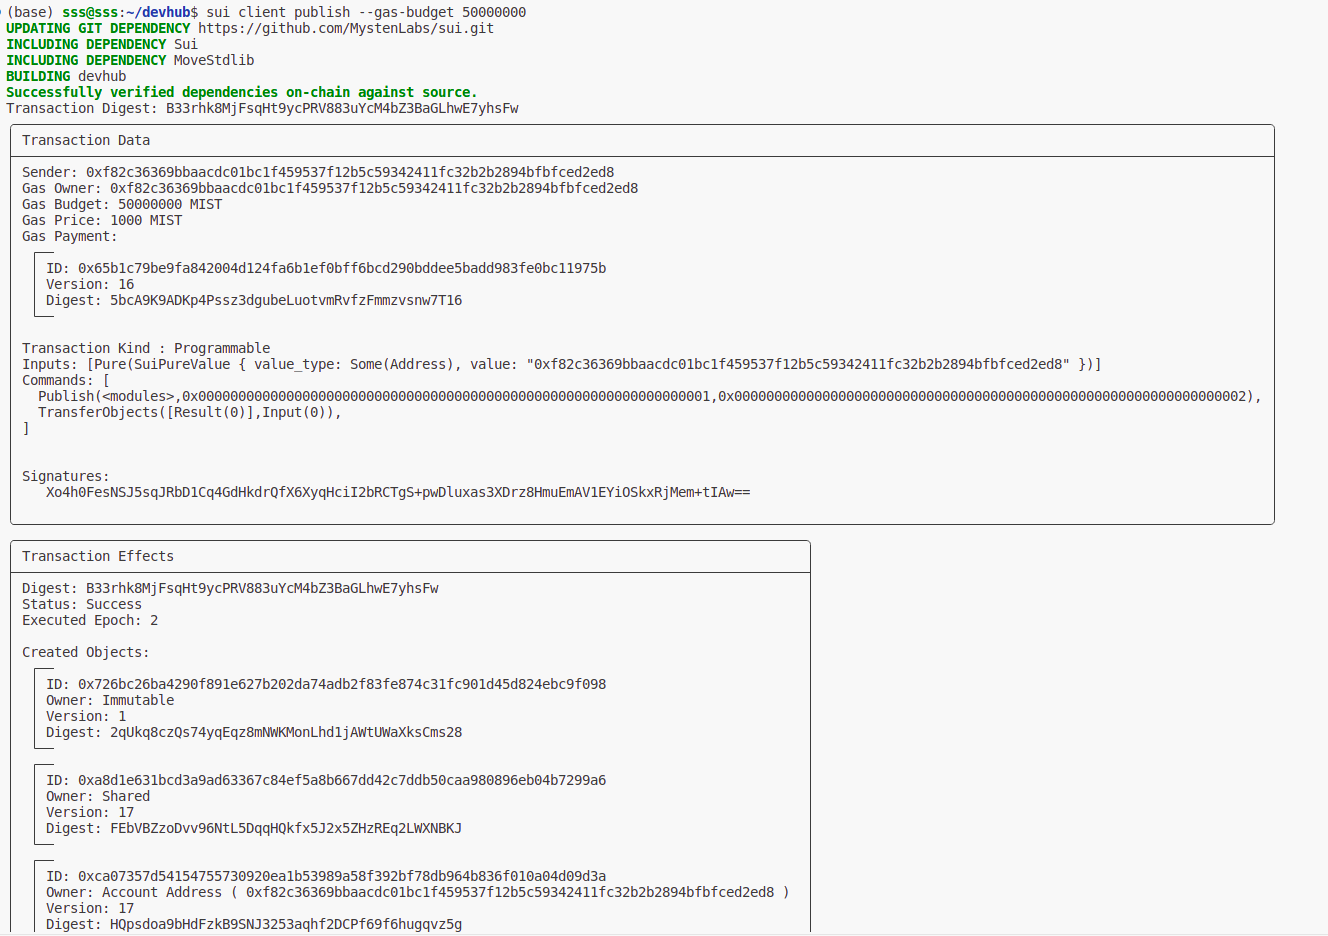 (base) sss@sss:~/devhub$ sui client publish --gas-budget 50000000
UPDATING GIT DEPENDENCY https://github.com/MystenLabs/sui.git
INCLUDING DEPENDENCY Sui
INCLUDING DEPENDENCY MoveStdlib
BUILDING devhub
Successfully verified dependencies on-chain against source.
Transaction Digest: B33rhk8MjFsqHt9ycPRV883uYcM4bZ3BaGLhwE7yhsFw
Transaction Data
Sender: 0xf82c36369bbaacdc01bc1f459537f12b5c59342411fc32b2b2894bfbfced2ed8
Gas Owner: 0xf82c36369bbaacdc01bc1f459537f12b5c59342411fc32b2b2894bfbfced2ed8
Gas Budget: 50000000 MIST
Gas Price: 1000 MIST
Gas Payment:
ID: 0x65b1c79be9fa842004d124fa6b1ef0bff6bcd290bddee5badd983fe0bc11975b
Version: 16
Digest: 5bcA9K9ADKp4Pssz3dgubeLuotvmRvfzFmmzvsnw7T16
Transaction Kind : Programmable
Inputs: [Pure(SuiPureValue { value_type: Some(Address), value: "0xf82c36369bbaacdc01bc1f459537f12b5c59342411fc32b2b2894bfbfced2ed8" })]
Commands: [
Publish(<modules>,0x0000000000000000000000000000000000000000000000000000000000000001,0x0000000000000000000000000000000000000000000000000000000000000002),
TransferObjects([Result(0)],Input(0)),
]
Signatures:
Xo4h0FesNSJ5sqJRbD1Cq4GdHkdrQfX6XyqHciI2bRCTgS+pwDluxas3XDrz8HmuEmAV1EYiOSkxRjMem+tIAw==
Transaction Effects
Digest: B33rhk8MjFsqHt9ycPRV883uYcM4bZ3BaGLhwE7yhsFw
Status: Success
Executed Epoch: 2
Created Objects:
ID: 0x726bc26ba4290f891e627b202da74adb2f83fe874c31fc901d45d824ebc9f098
Owner: Immutable
Version: 1
Digest: 2qUkq8czQs74yqEqz8mNWKMonLhd1jAWtUWaXksCms28
ID: 0xa8d1e631bcd3a9ad63367c84ef5a8b667dd42c7ddb50caa980896eb04b7299a6
Owner: Shared
Version: 17
Digest: FEbVBZzoDvv96NtL5DqqHQkfx5J2x5ZHzREq2LWXNBKJ
ID: 0xca07357d54154755730920ea1b53989a58f392bf78db964b836f010a04d09d3a
Owner: Account Address ( 0xf82c36369bbaacdc01bc1f459537f12b5c59342411fc32b2b2894bfbfced2ed8 )
Version: 17
Digest: HQpsdoa9bHdFzkB9SNJ3253aqhf2DCPf69f6hugqvz5g